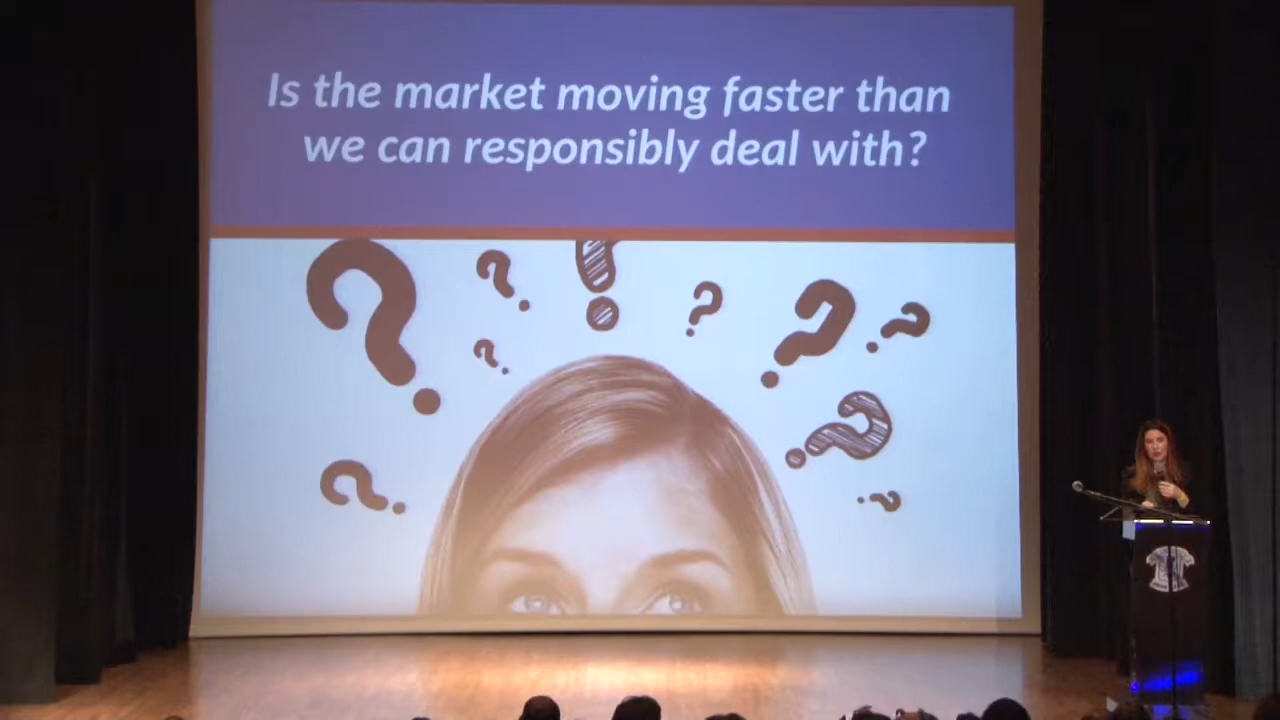 Is the market moving faster than
we can responsibly deal with?